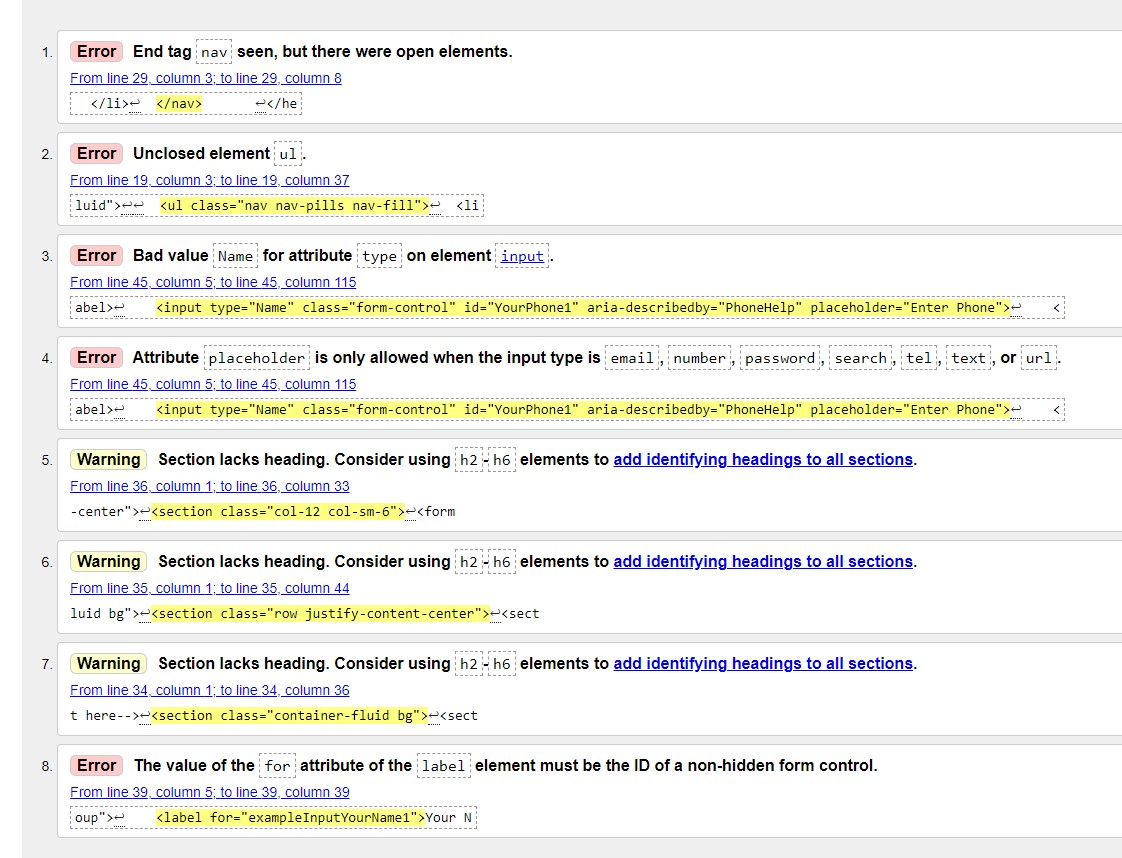 1. Error End tag nav seen, but there were open elements.
From line 29, column 3; to line 29, column 8
</li>↩ </nav> ↩</he
2. Error Unclosed element ul.
From line 19, column 3; to line 19, column 37
luid">↩↩ <ul class="nav nav-pills nav-fill">↩ <li
3. Error Bad value Name for attribute type on element input.
From line 45, column 5; to line 45, column 115
abel>↩ <input type="Name" class="form-control" id="YourPhone1" aria-describedby="PhoneHelp" placeholder="Enter Phone">↩ <
4. Error Attribute placeholder is only allowed when the input type is email, number, password, search, tel, text, or url.
From line 45, column 5; to line 45, column 115
abel>↩ <input type="Name" class="form-control" id="YourPhone1" aria-describedby="PhoneHelp" placeholder="Enter Phone">↩ <
5. Warning Section lacks heading. Consider using h2-h6 elements to add identifying headings to all sections.
From line 36, column 1; to line 36, column 33
-center">↩<section class="col-12 col-sm-6">↩<form
6. Warning Section lacks heading. Consider using h2-h6 elements to add identifying headings to all sections.
From line 35, column 1; to line 35, column 44
luid bg">↩<section class="row justify-content-center">↩<sect
7. Warning Section lacks heading. Consider using h2-h6 elements to add identifying headings to all sections.
From line 34, column 1; to line 34, column 36
t here-->↩<section class="container-fluid bg">↩<sect
8. Error The value of the for attribute of the label element must be the ID of a non-hidden form control.
From line 39, column 5; to line 39, column 39
oup">↩ <label for="exampleInputYourName1">Your N